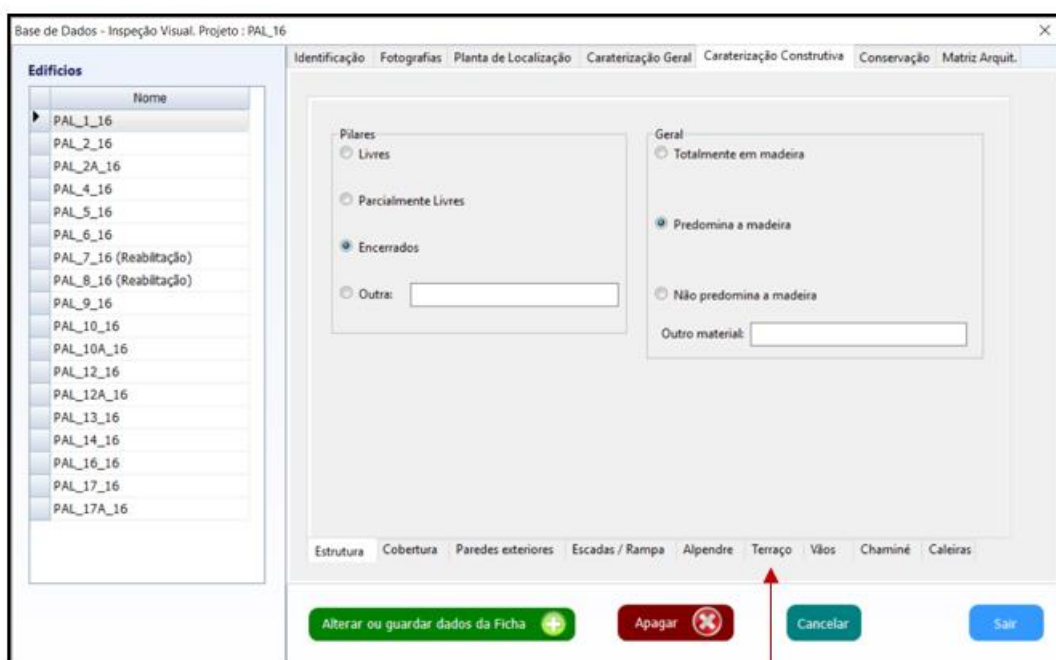 Base de Dados - Inspeção Visual. Projeto : PAL_16
Edifícios
Nome
PAL_1_16
PAL_2_16
PAL_2A_16
PAL_4_16
PAL_5_16
PAL_6_16
PAL_7_16 (Reabilitação)
PAL_8_16 (Reabilitação)
PAL_9_16
PAL_10_16
PAL_10A_16
PAL_12_16
PAL_12A_16
PAL_13_16
PAL_14_16
PAL_16_16
PAL_17_16
PAL_17A_16
Identificação Fotografias Planta de Localização Caraterização Geral Caraterização Construtiva Conservação Matriz Arquit.
Pilares
Livres
Parcialmente Livres
Encerrados
Outra:
Geral
Totalmente em madeira
Predomina a madeira
Não predomina a madeira
Outro material:
Estrutura Cobertura Paredes exteriores Escadas / Rampa Alpendre Terraço Vãos Chaminé Caleiras
Alterar ou guardar dados da Ficha Apagar Cancelar Sair